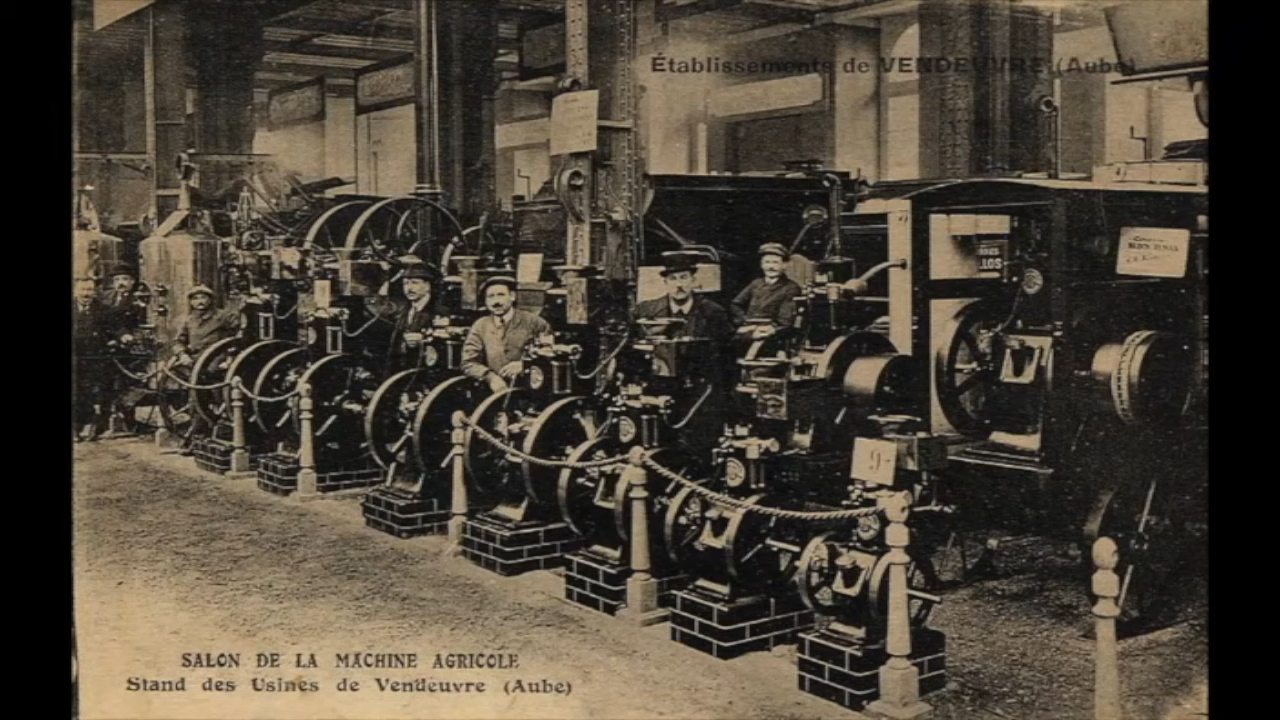 Établissements de VENDEUVRE (Aube)
9
SALON DE LA MACHINE AGRICOLE
Stand des Usines de Vendeuvre (Aube)